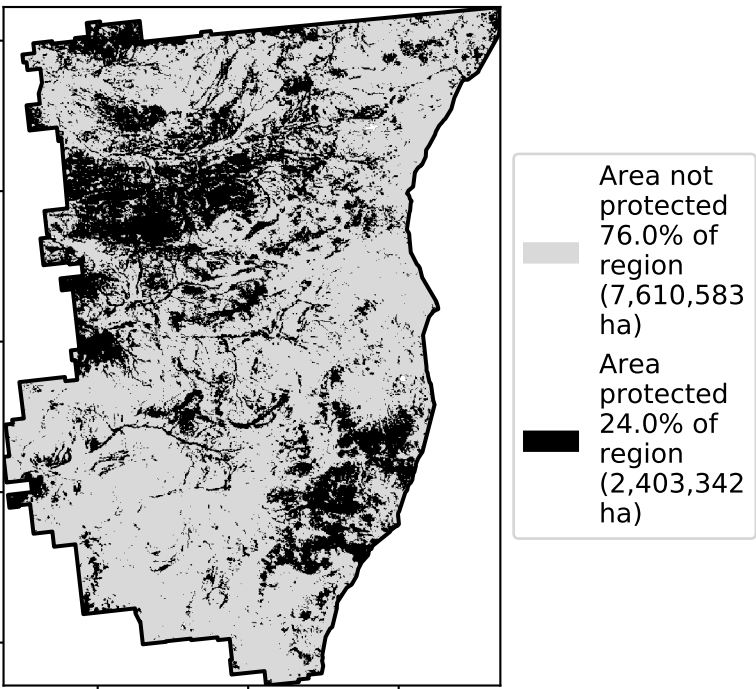 Area not
protected
76.0% of
region
(7,610,583
ha)
Area
protected
24.0% of
region
(2,403,342
ha)